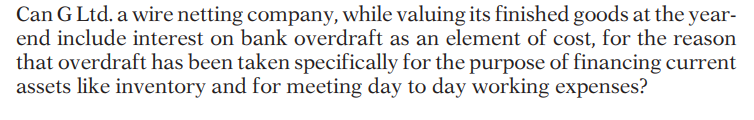 Can G Ltd. a wire netting company, while valuing its finished goods at the year-
end include interest on bank overdraft as an element of cost, for the reason
that overdraft has been taken specifically for the purpose of financing current
assets like inventory and for meeting day to day working expenses?